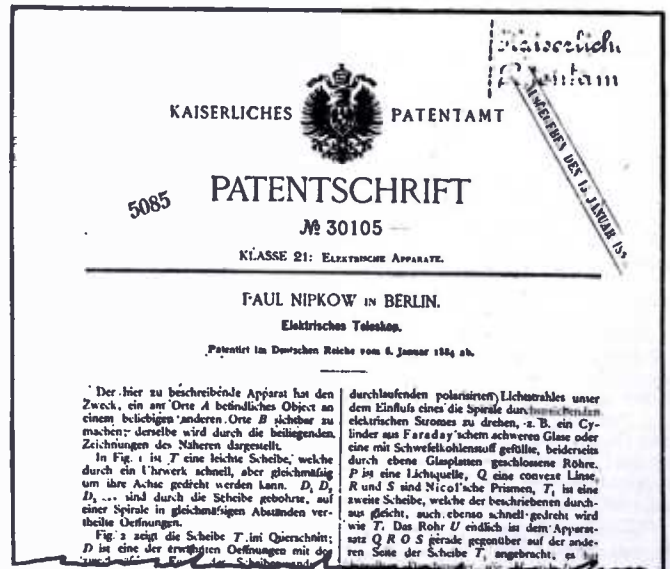 Kaiserlich
Patentam
KAISERLICHES PATENTAMT
AUSGEGEBEN DEN 15. JANUAR 188
PATENTSCHRIFT
5085
№ 30105
KLASSE 21: ELEKTRISCHE APPARATE.
PAUL NIPKOW IN BERLIN.
Elektrisches Teleskop.
Patentirt im Deutschen Reiche vom 6. Januar 1884 ab.
Der hier zu beschreibende Apparat hat den
Zweck, ein am Orte A befindliches Object an
einem beliebigen anderen Orte B sichtbar zu
machen; derselbe wird durch die beiliegenden
Zeichnungen des Näheren dargestellt.
In Fig. 1 ist T eine leichte Scheibe, welche
durch ein Uhrwerk schnell, aber gleichmäßig
um ihre Achse gedreht werden kann. D, D,
D, ... sind durch die Scheibe gebohrte, auf
einer Spirale in gleichmäßigen Abständen ver-
theilte Oeffnungen.
Fig. 2 zeigt die Scheibe T im Querschnitt;
D ist eine der erwähnten Oeffnungen mit der
durchlaufenden polarisirten Lichtstrahles unter
dem Einfluß eines die Spirale durchstreichenden
elektrischen Stromes zu drehen, z. B. ein Cy-
linder aus Faraday'schem schweren Glase oder
eine mit Schwefelkohlenstoff gefüllte, beiderseits
durch ebene Glasplatten geschlossene Röhre.
P ist eine Lichtquelle, Q eine convexe Linse,
R und S sind Nicol'sche Prismen, T, ist eine
zweite Scheibe, welche der beschriebenen durch-
aus gleicht, auch ebenso schnell gedreht wird
wie T. Das Rohr U endlich ist dem Apparat-
satz Q R O S gerade gegenüber auf der ande-
ren Seite der Scheibe T, angebracht, es